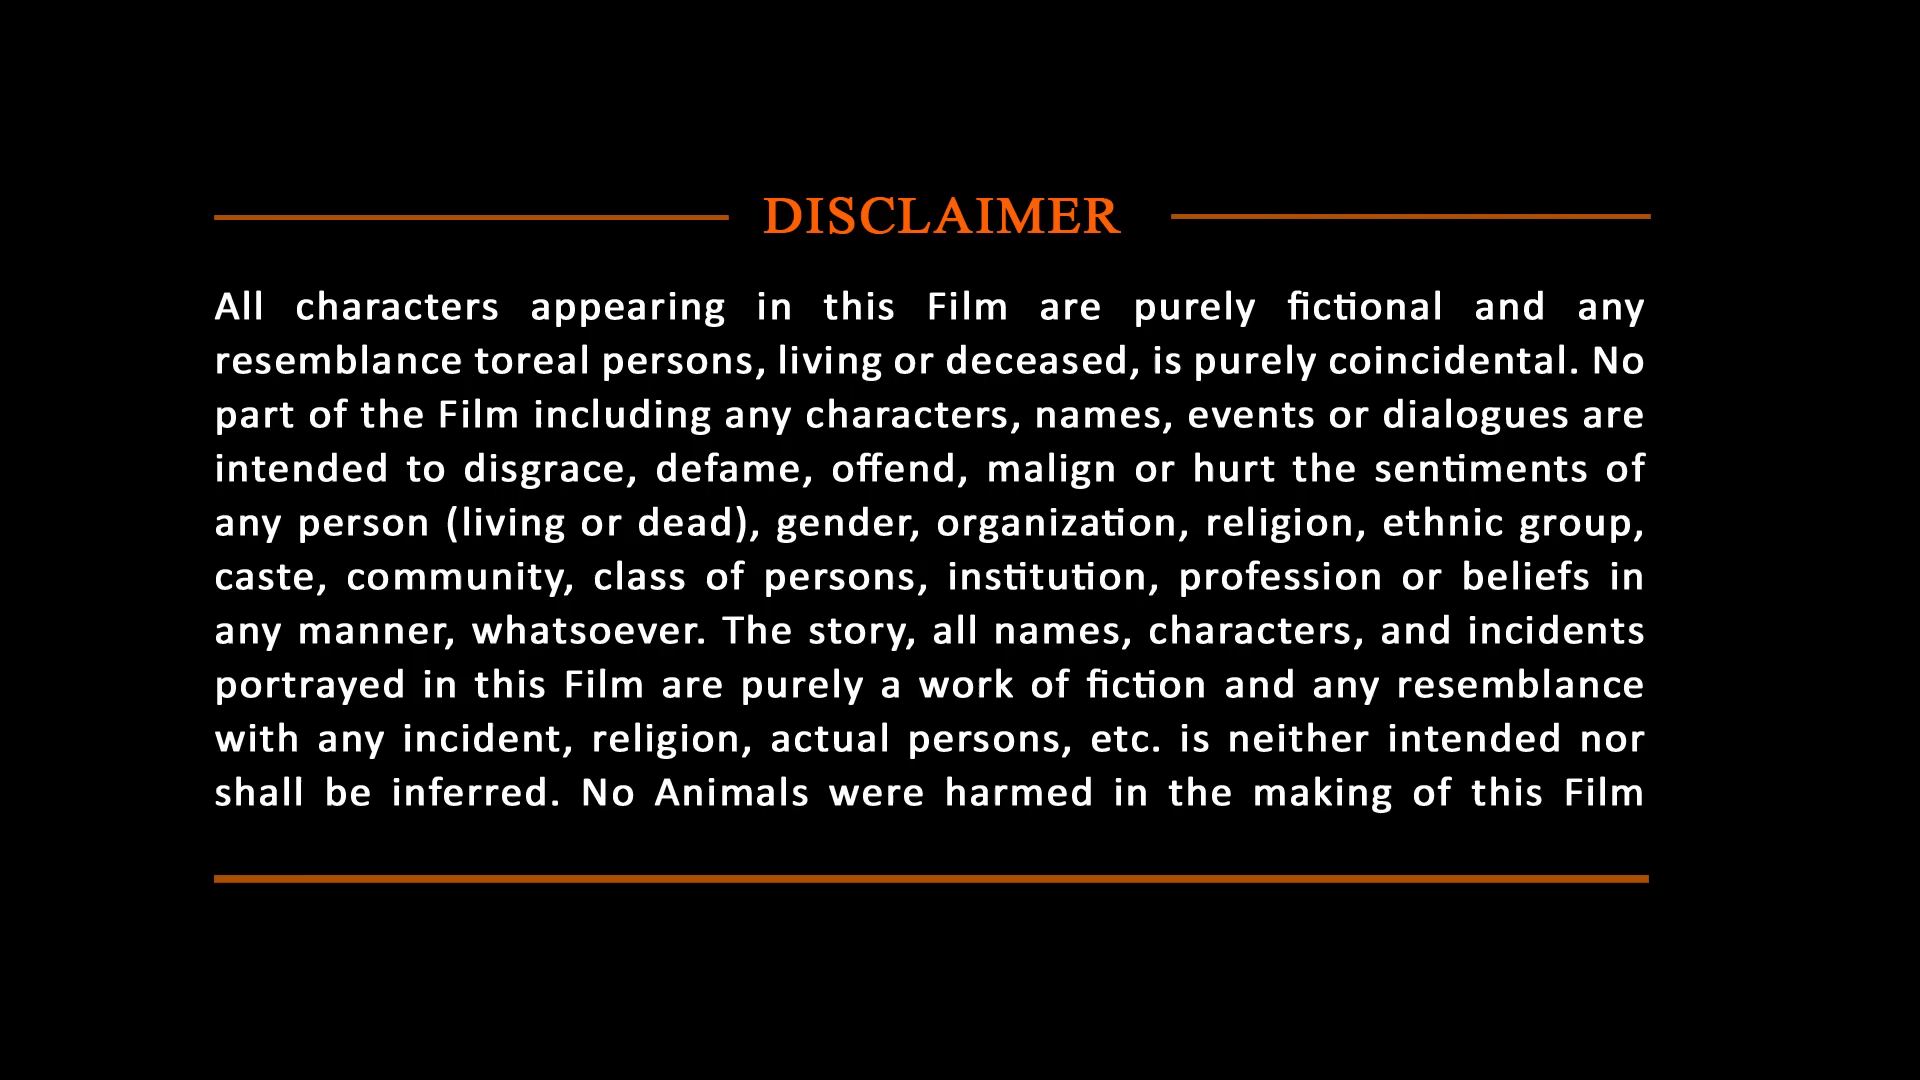 DISCLAIMER
All characters appearing in this Film are purely fictional and any
resemblance toreal persons, living or deceased, is purely coincidental. No
part of the Film including any characters, names, events or dialogues are
intended to disgrace, defame, offend, malign or hurt the sentiments of
any person (living or dead), gender, organization, religion, ethnic group,
caste, community, class of persons, institution, profession or beliefs in
any manner, whatsoever. The story, all names, characters, and incidents
portrayed in this Film are purely a work of fiction and any resemblance
with any incident, religion, actual persons, etc. is neither intended nor
shall be inferred. No Animals were harmed in the making of this Film